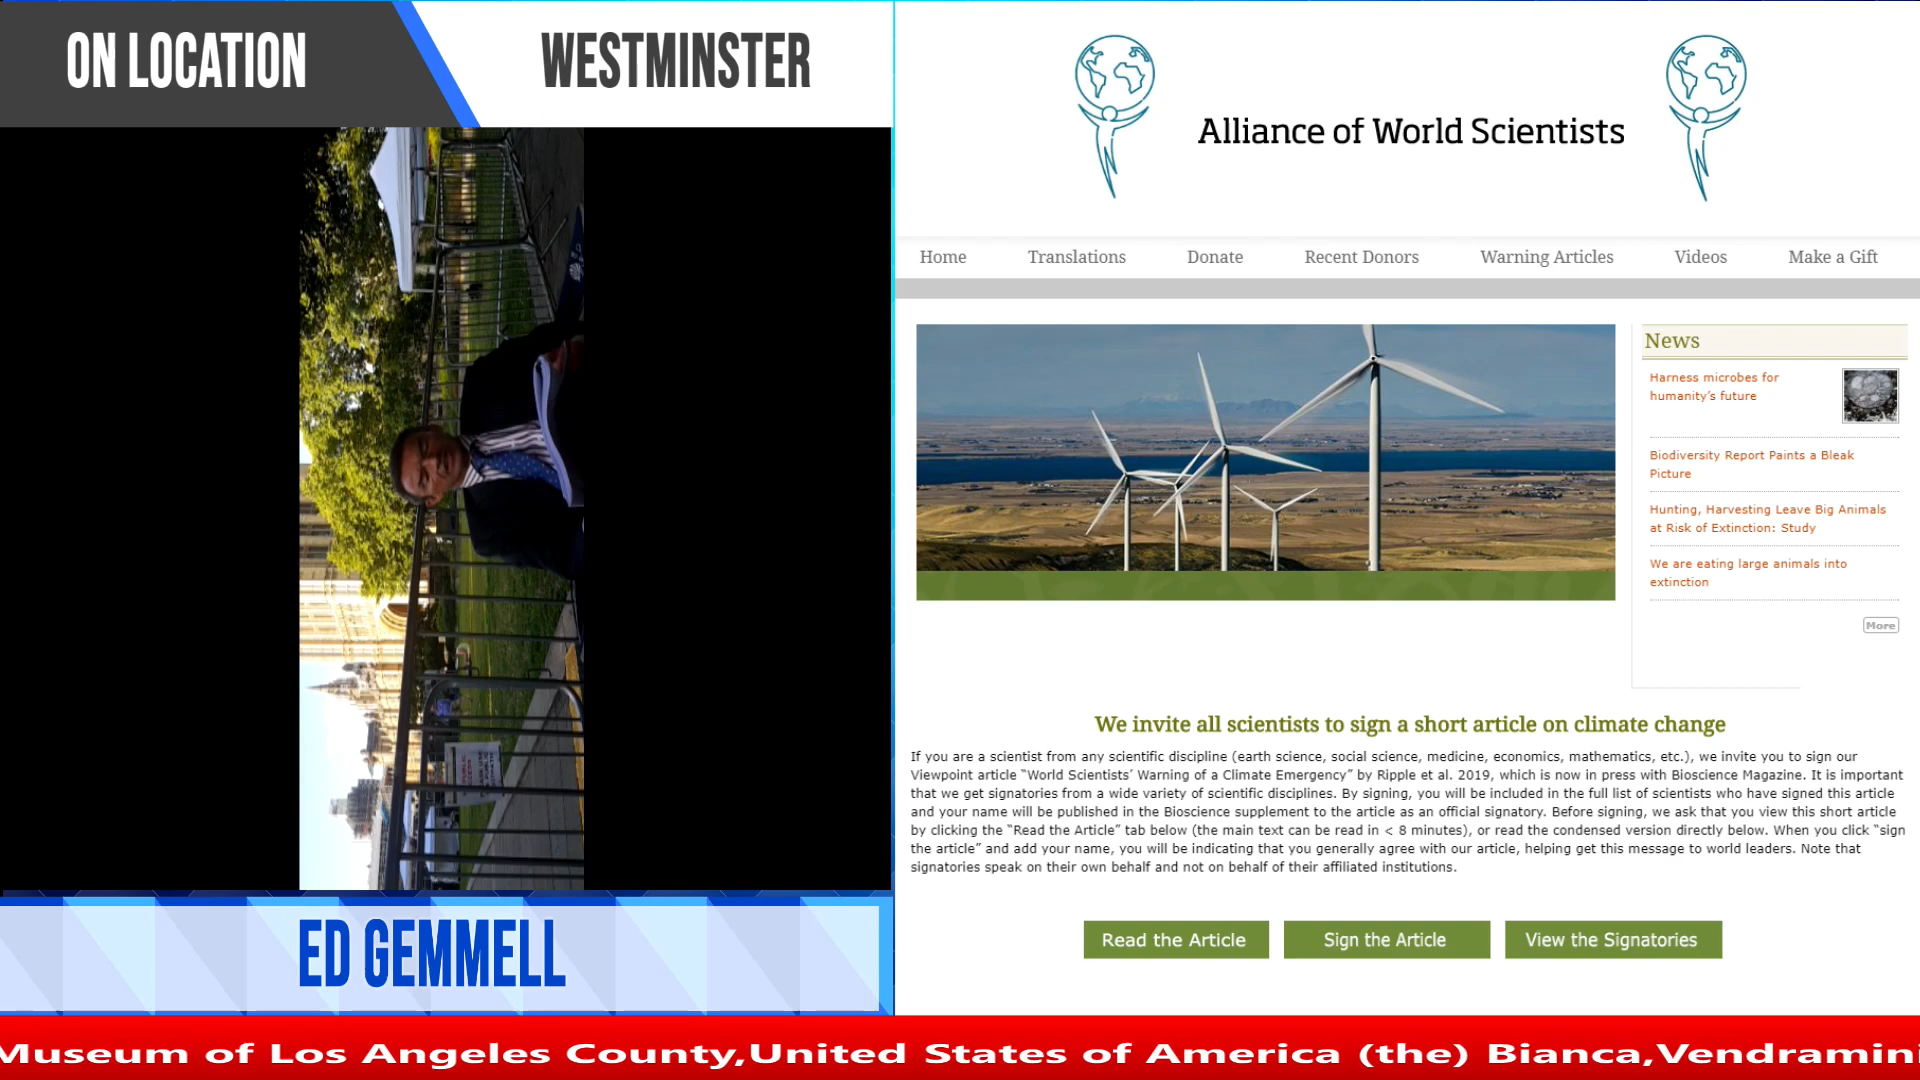 ON LOCATION
WESTMINSTER
ED GEMMELL
Alliance of World Scientists
Home
Translations
Donate
Recent Donors
Warning Articles
Videos
Make a Gift
News
Harness microbes for
humanity’s future
Biodiversity Report Paints a Bleak
Picture
Hunting, Harvesting Leave Big Animals
at Risk of Extinction: Study
We are eating large animals into
extinction
More
We invite all scientists to sign a short article on climate change
If you are a scientist from any scientific discipline (earth science, social science, medicine, economics, mathematics, etc.), we invite you to sign our
Viewpoint article “World Scientists’ Warning of a Climate Emergency” by Ripple et al. 2019, which is now in press with Bioscience Magazine. It is important
that we get signatories from a wide variety of scientific disciplines. By signing, you will be included in the full list of scientists who have signed this article
and your name will be published in the Bioscience supplement to the article as an official signatory. Before signing, we ask that you view this short article
by clicking the “Read the Article” tab below (the main text can be read in < 8 minutes), or read the condensed version directly below. When you click “sign
the article” and add your name, you will be indicating that you generally agree with our article, helping get this message to world leaders. Note that
signatories speak on their own behalf and not on behalf of their affiliated institutions.
Read the Article
Sign the Article
View the Signatories
Museum of Los Angeles County,United States of America (the) Bianca,Vendramini